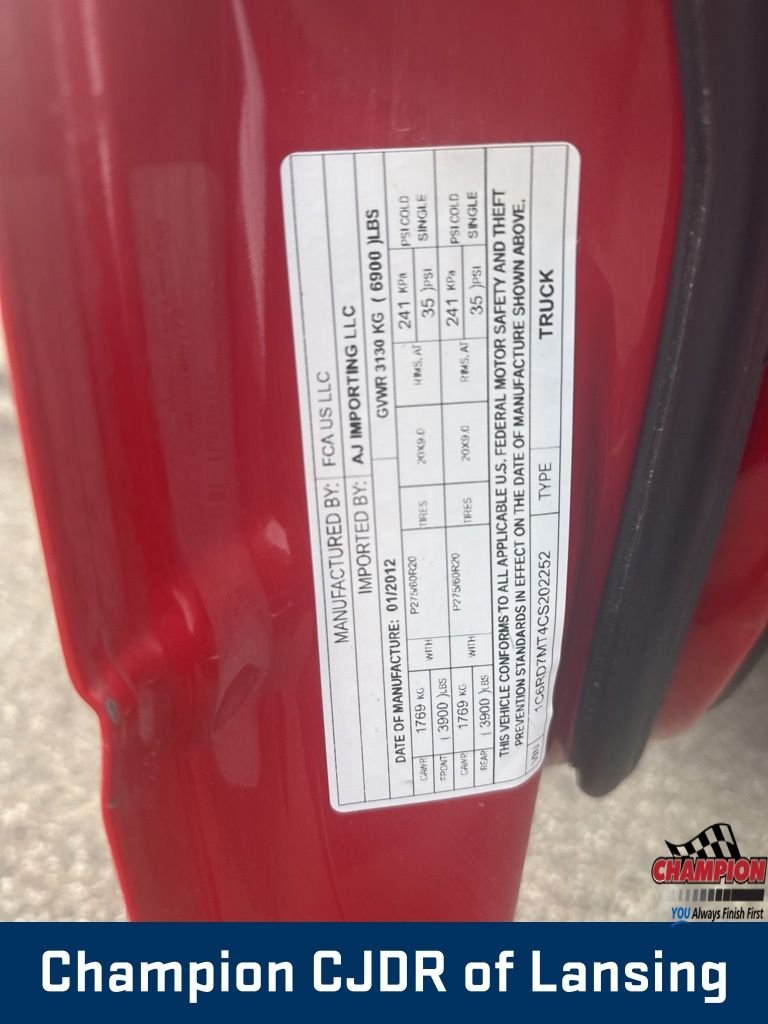 MANUFACTURED BY: FCA US LLC
IMPORTED BY: AJ IMPORTING LLC
DATE OF MANUFACTURE: 01/2012 GVWR 3130 KG ( 6900 )LBS
GAWR 1769 KG WITH P275/60R20 TIRES 20X9.0 RIMS, AT 241 KPa PSI COLD
FRONT ( 3900 )LBS 35 )PSI SINGLE
GAWR 1769 KG WITH P275/60R20 TIRES 20X9.0 RIMS, AT 241 KPa PSI COLD
REAR ( 3900 )LBS 35 )PSI SINGLE
THIS VEHICLE CONFORMS TO ALL APPLICABLE U.S. FEDERAL MOTOR SAFETY AND THEFT
PREVENTION STANDARDS IN EFFECT ON THE DATE OF MANUFACTURE SHOWN ABOVE.
VIN 1C6RD7MT4CS202252 TYPE TRUCK
CHAMPION
YOU Always Finish First
Champion CJDR of Lansing